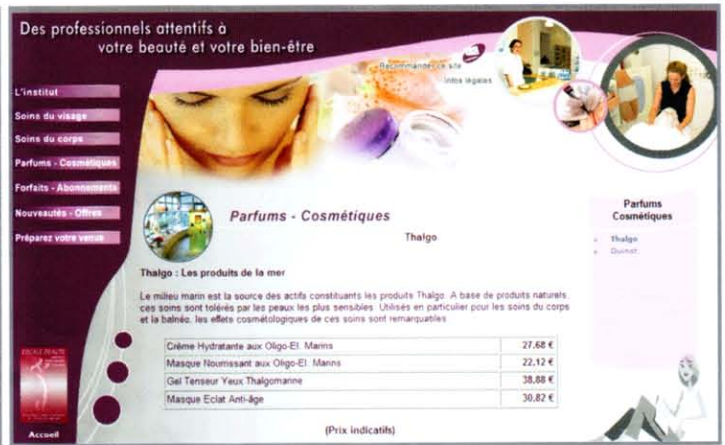 Des professionnels attentifs à
votre beauté et votre bien-être
Recommander ce site
Infos légales
L'institut
Soins du visage
Soins du corps
Parfums - Cosmétiques
Forfaits - Abonnements
Nouveautés - Offres
Préparez votre venue
Parfums - Cosmétiques
Thalgo
Thalgo : Les produits de la mer
Le milieu marin est la source des actifs constituants les produits Thalgo. A base de produits naturels,
ces soins sont tolérés par les peaux les plus sensibles. Utilisés en particulier pour les soins du corps
et la balnéo, les effets cosmétologiques de ces soins sont remarquables
Crème Hydratante aux Oligo-El. Marins 27,68 €
Masque Nourrissant aux Oligo-El. Marins 22,12 €
Gel Tenseur Yeux Thalgomarine 38,88 €
Masque Eclat Anti-âge 30,82 €
(Prix indicatifs)
Parfums
Cosmétiques
Thalgo
Guinot
Accueil